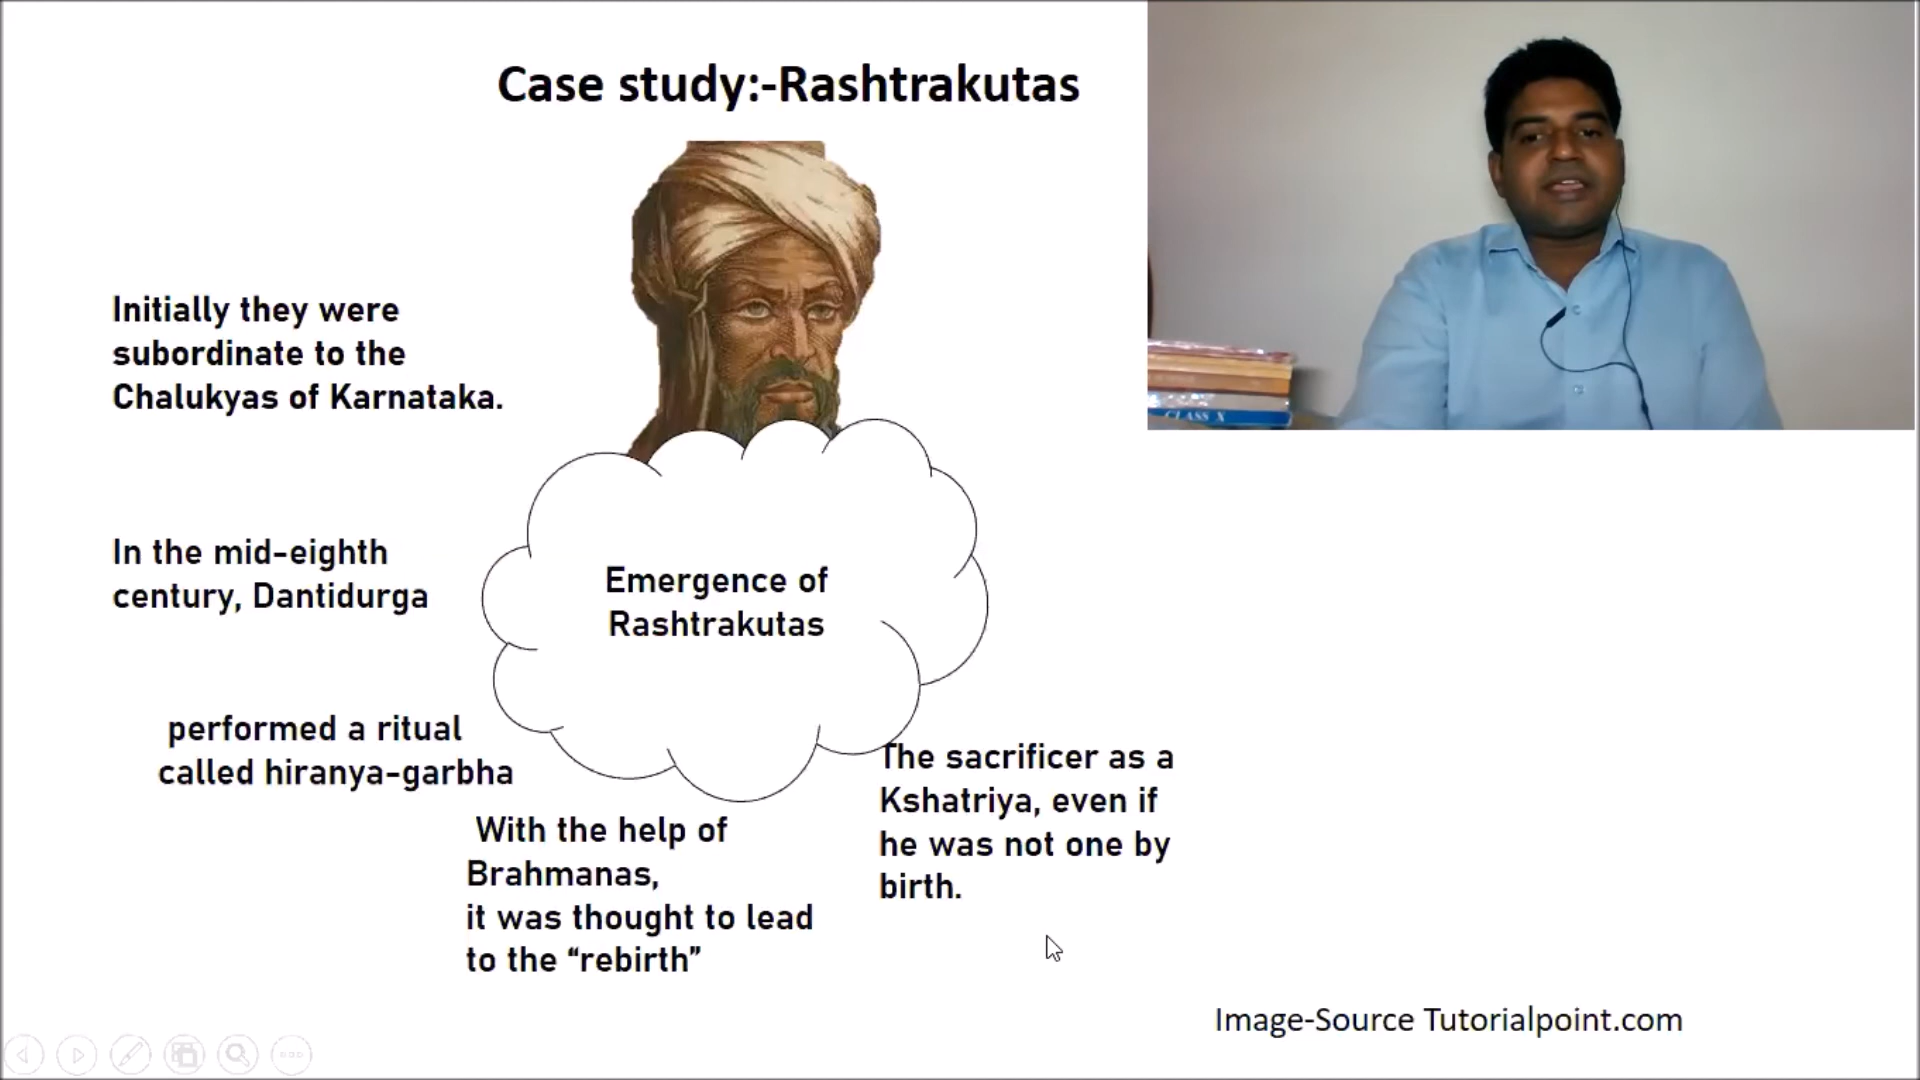 Case study:-Rashtrakutas
Initially they were
subordinate to the
Chalukyas of Karnataka.
In the mid-eighth
century, Dantidurga
Emergence of
Rashtrakutas
performed a ritual
called hiranya-garbha
With the help of
Brahmanas,
it was thought to lead
to the “rebirth”
The sacrificer as a
Kshatriya, even if
he was not one by
birth.
CLASS X
Image-Source Tutorialpoint.com